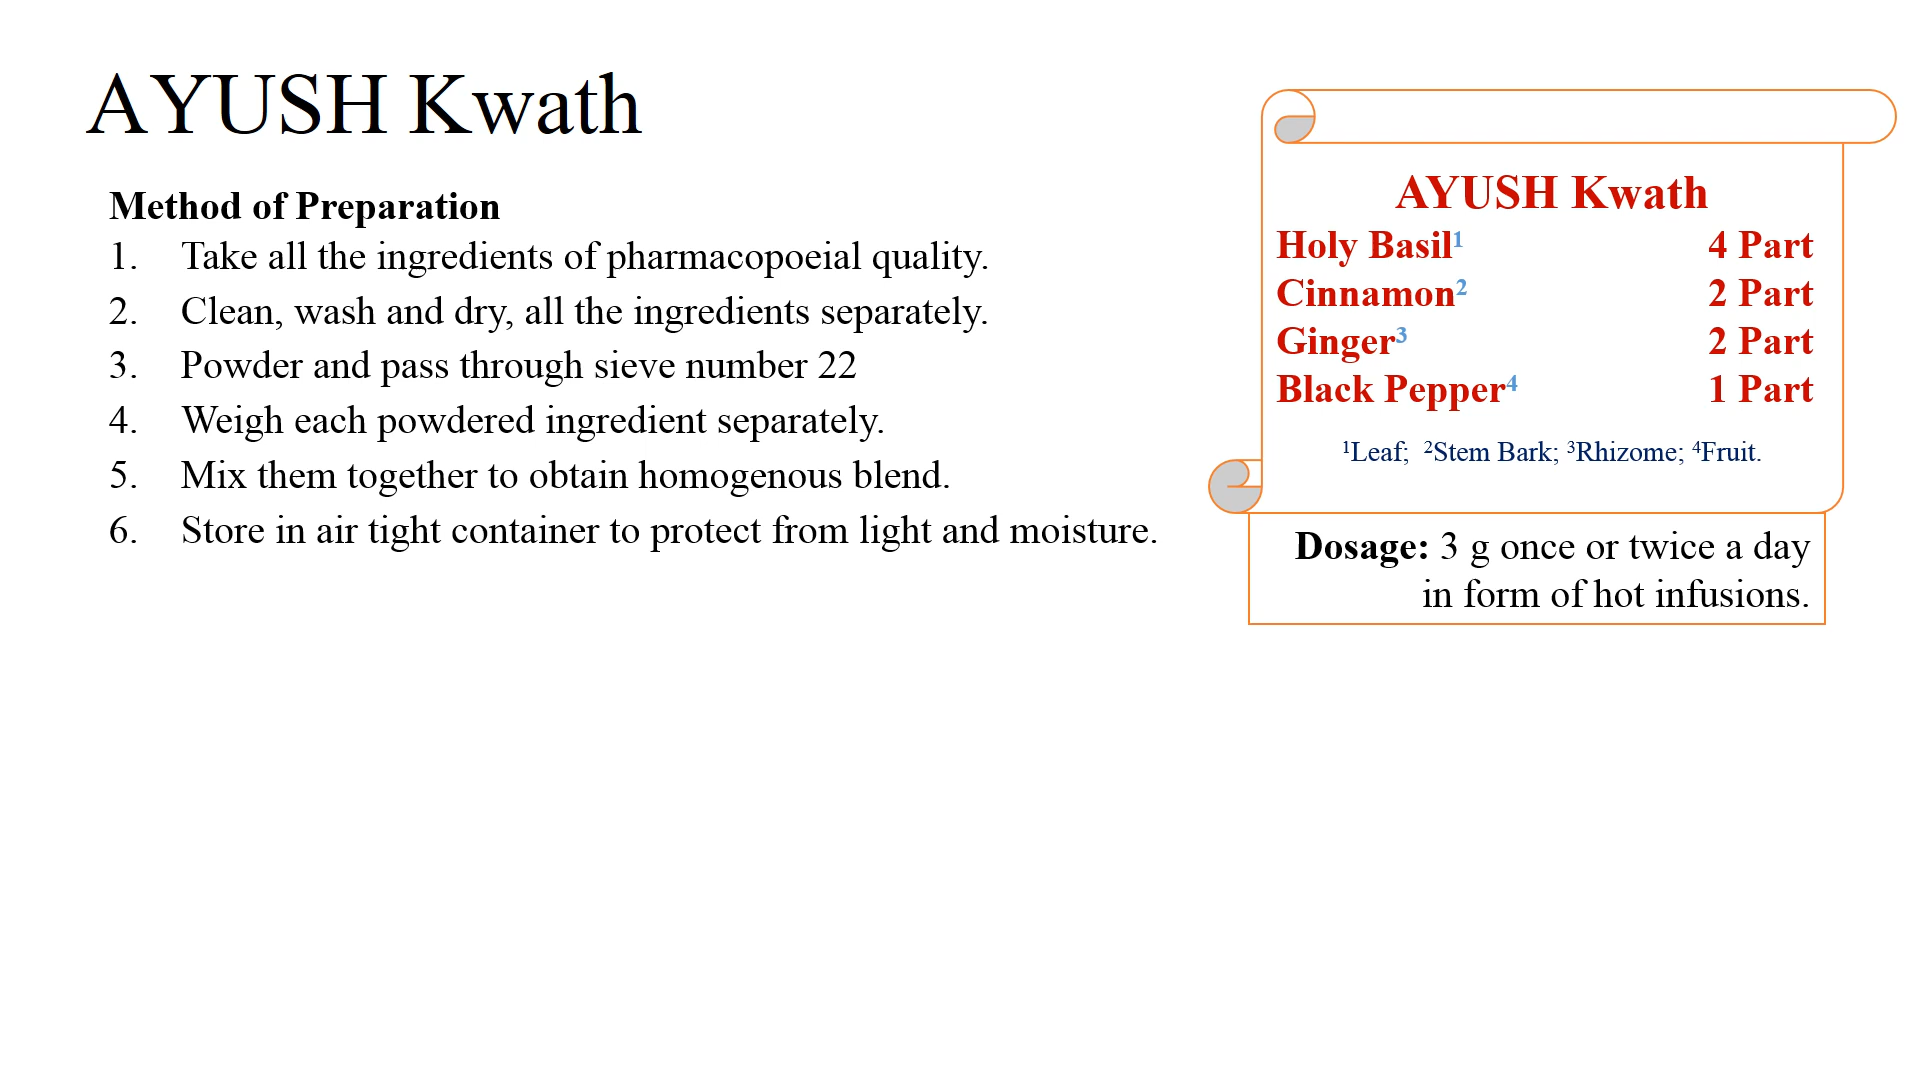 AYUSH Kwath
Method of Preparation
1. Take all the ingredients of pharmacopoeial quality.
2. Clean, wash and dry, all the ingredients separately.
3. Powder and pass through sieve number 22
4. Weigh each powdered ingredient separately.
5. Mix them together to obtain homogenous blend.
6. Store in air tight container to protect from light and moisture.
AYUSH Kwath
Holy Basil¹ 4 Part
Cinnamon² 2 Part
Ginger³ 2 Part
Black Pepper⁴ 1 Part
¹Leaf; ²Stem Bark; ³Rhizome; ⁴Fruit.
Dosage: 3 g once or twice a day
in form of hot infusions.